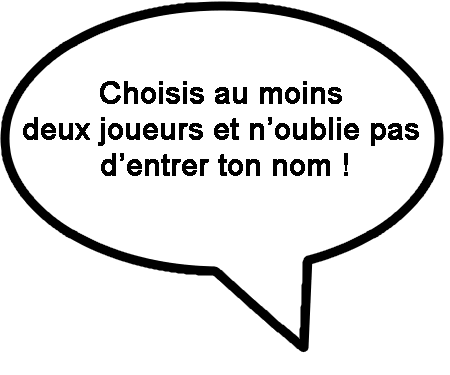 Choisis au moins
deux joueurs et n’oublie pas
d’entrer ton nom !